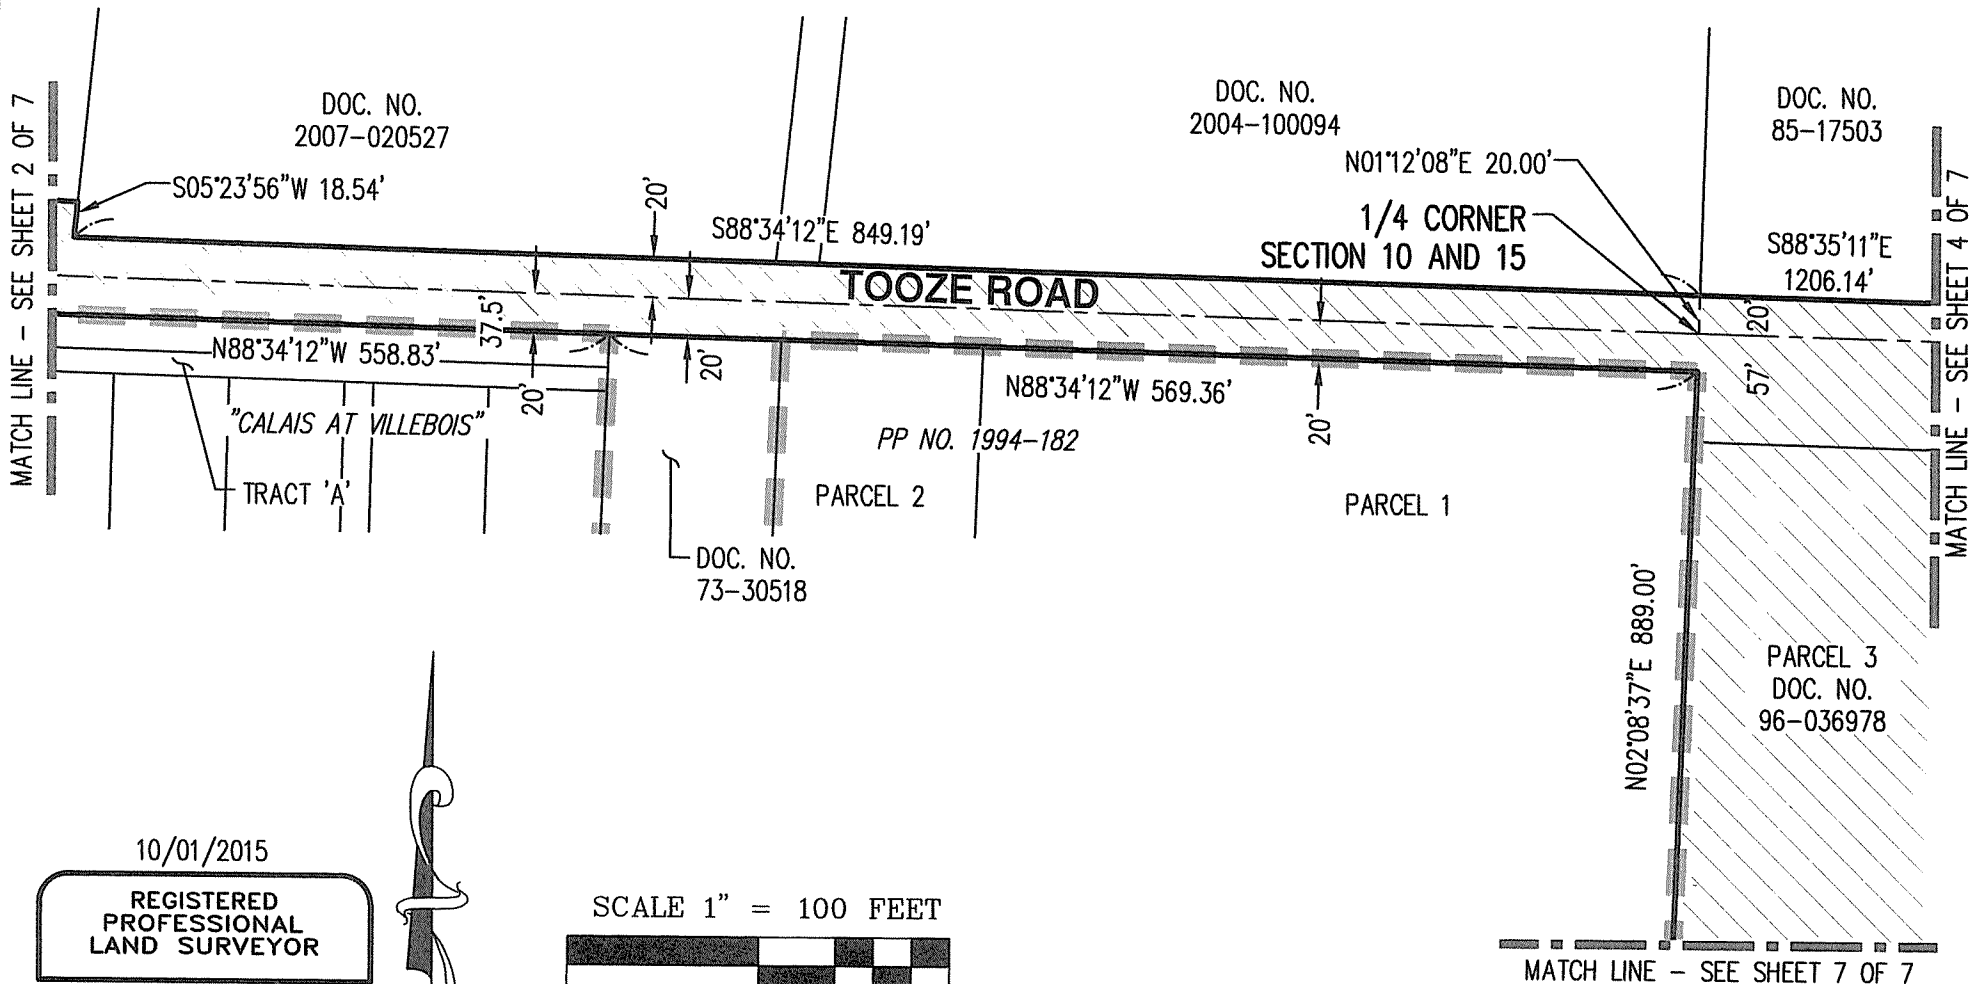 DOC. NO.
2007-020527
DOC. NO.
2004-100094
DOC. NO.
85-17503
MATCH LINE - SEE SHEET 2 OF 7
S05°23'56"W 18.54'
20'
S88°34'12"E 849.19'
N01°12'08"E 20.00'
1/4 CORNER
SECTION 10 AND 15
S88°35'11"E
1206.14'
MATCH LINE - SEE SHEET 4 OF 7
TOOZE ROAD
37.5'
20'
20'
20'
20'
57'
N88°34'12"W 558.83'
N88°34'12"W 569.36'
"CALAIS AT VILLEBOIS"
PP NO. 1994-182
TRACT 'A'
PARCEL 2
PARCEL 1
DOC. NO.
73-30518
N02°08'37"E 889.00'
PARCEL 3
DOC. NO.
96-036978
10/01/2015
REGISTERED
PROFESSIONAL
LAND SURVEYOR
SCALE 1" = 100 FEET
MATCH LINE - SEE SHEET 7 OF 7